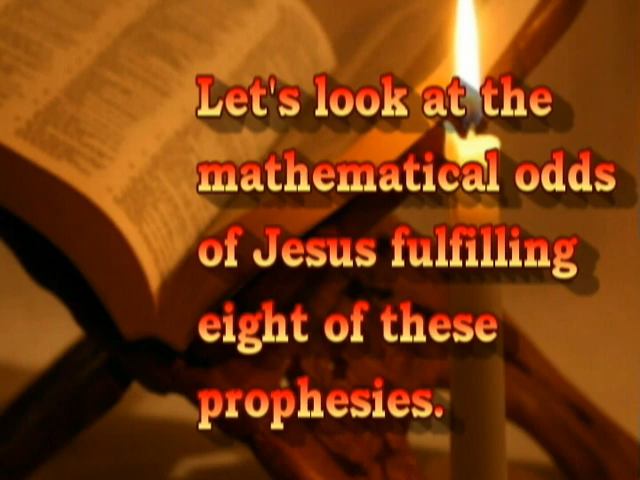 Let's look at the
mathematical odds
of Jesus fulfilling
eight of these
prophesies.